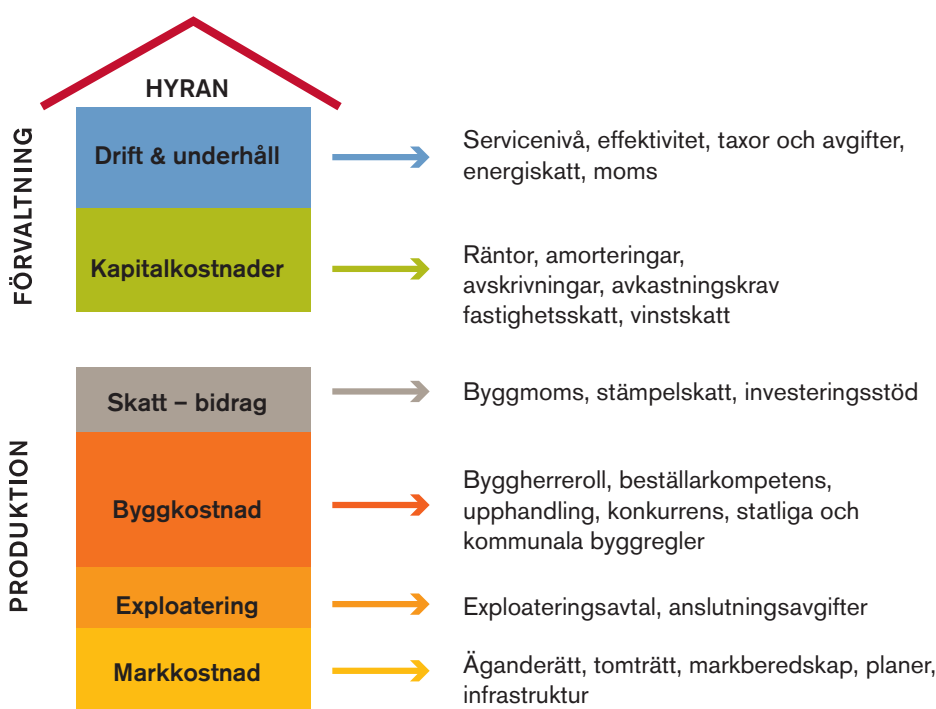 HYRAN
FÖRVALTNING
Drift & underhåll
Servicenivå, effektivitet, taxor och avgifter,
energiskatt, moms
Kapitalkostnader
Räntor, amorteringar,
avskrivningar, avkastningskrav
fastighetsskatt, vinstskatt
PRODUKTION
Skatt – bidrag
Byggmoms, stämpelskatt, investeringsstöd
Byggkostnad
Byggherreroll, beställarkompetens,
upphandling, konkurrens, statliga och
kommunala byggregler
Exploatering
Exploateringsavtal, anslutningsavgifter
Markkostnad
Äganderätt, tomträtt, markberedskap, planer,
infrastruktur